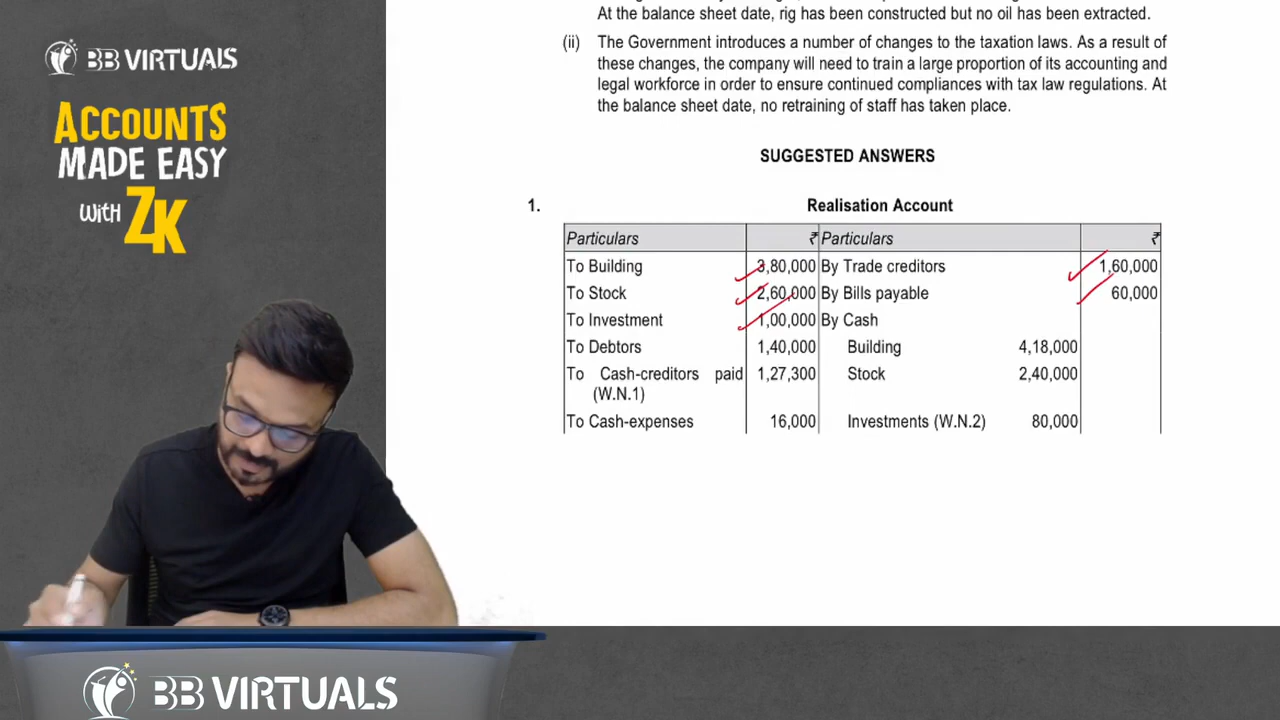 At the balance sheet date, rig has been constructed but no oil has been extracted.
(ii) The Government introduces a number of changes to the taxation laws. As a result of
these changes, the company will need to train a large proportion of its accounting and
legal workforce in order to ensure continued compliances with tax law regulations. At
the balance sheet date, no retraining of staff has taken place.
SUGGESTED ANSWERS
1. Realisation Account
Particulars ₹ Particulars ₹
To Building 3,80,000 By Trade creditors 1,60,000
To Stock 2,60,000 By Bills payable 60,000
To Investment 1,00,000 By Cash
To Debtors 1,40,000 Building 4,18,000
To Cash-creditors paid 1,27,300 Stock 2,40,000
(W.N.1)
To Cash-expenses 16,000 Investments (W.N.2) 80,000
BB VIRTUALS
ACCOUNTS
MADE EASY
with ZK
BB VIRTUALS